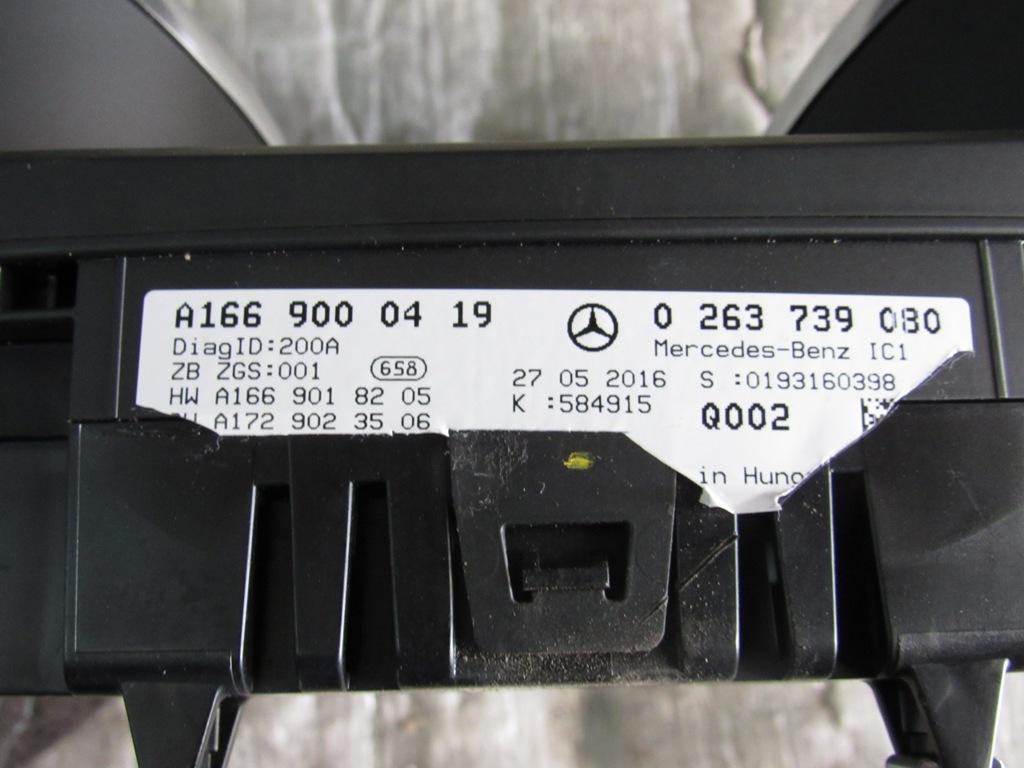 A166 900 04 19
DiagID:200A
ZB ZGS:001 658
HW A166 901 82 05
A172 902 35 06
0 263 739 080
Mercedes-Benz IC1
27 05 2016 S :0193160398
K :584915 Q002
in